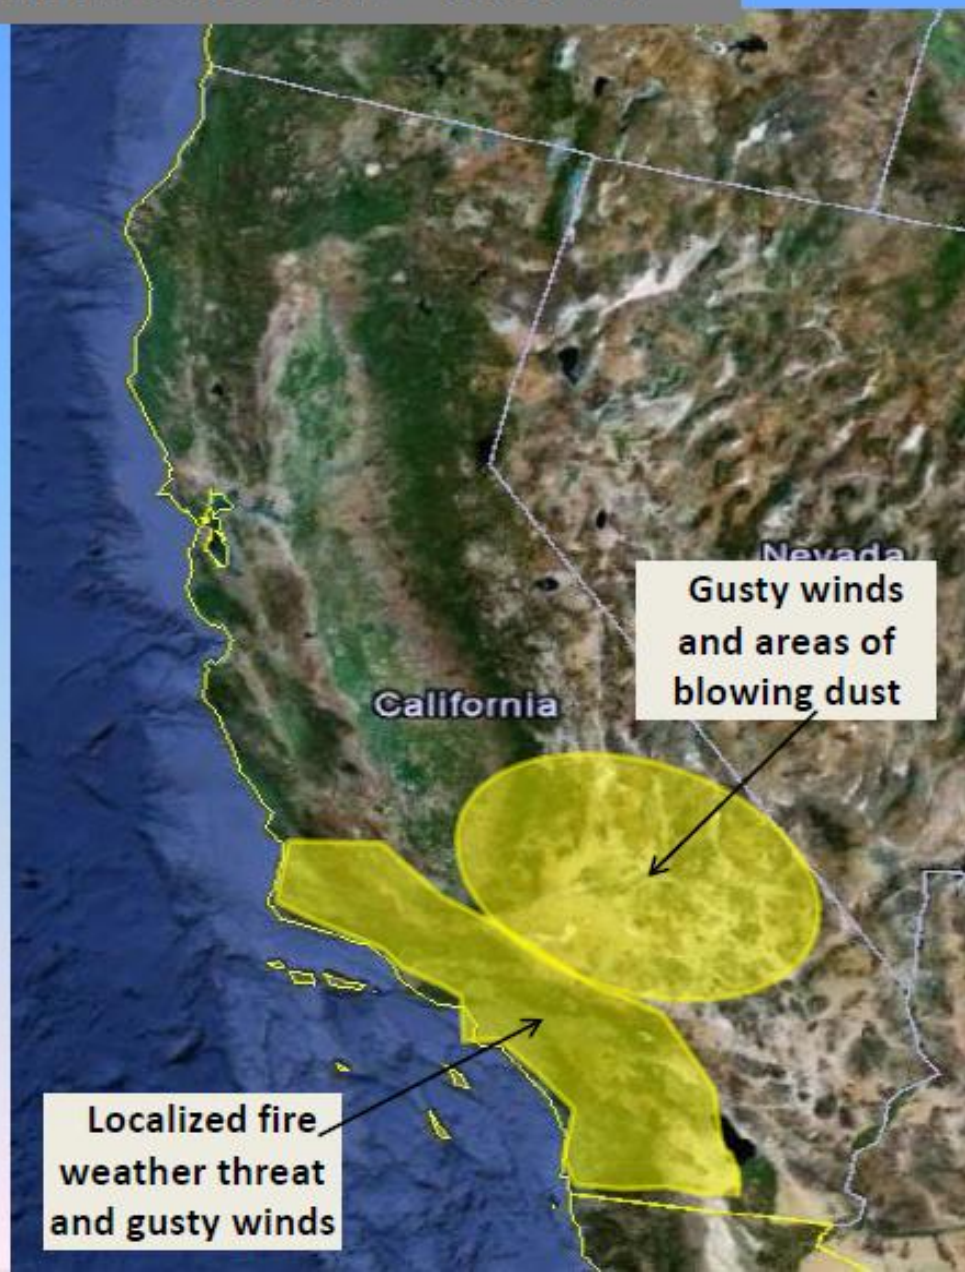 Nevada
Gusty winds
and areas of
blowing dust
California
Localized fire
weather threat
and gusty winds